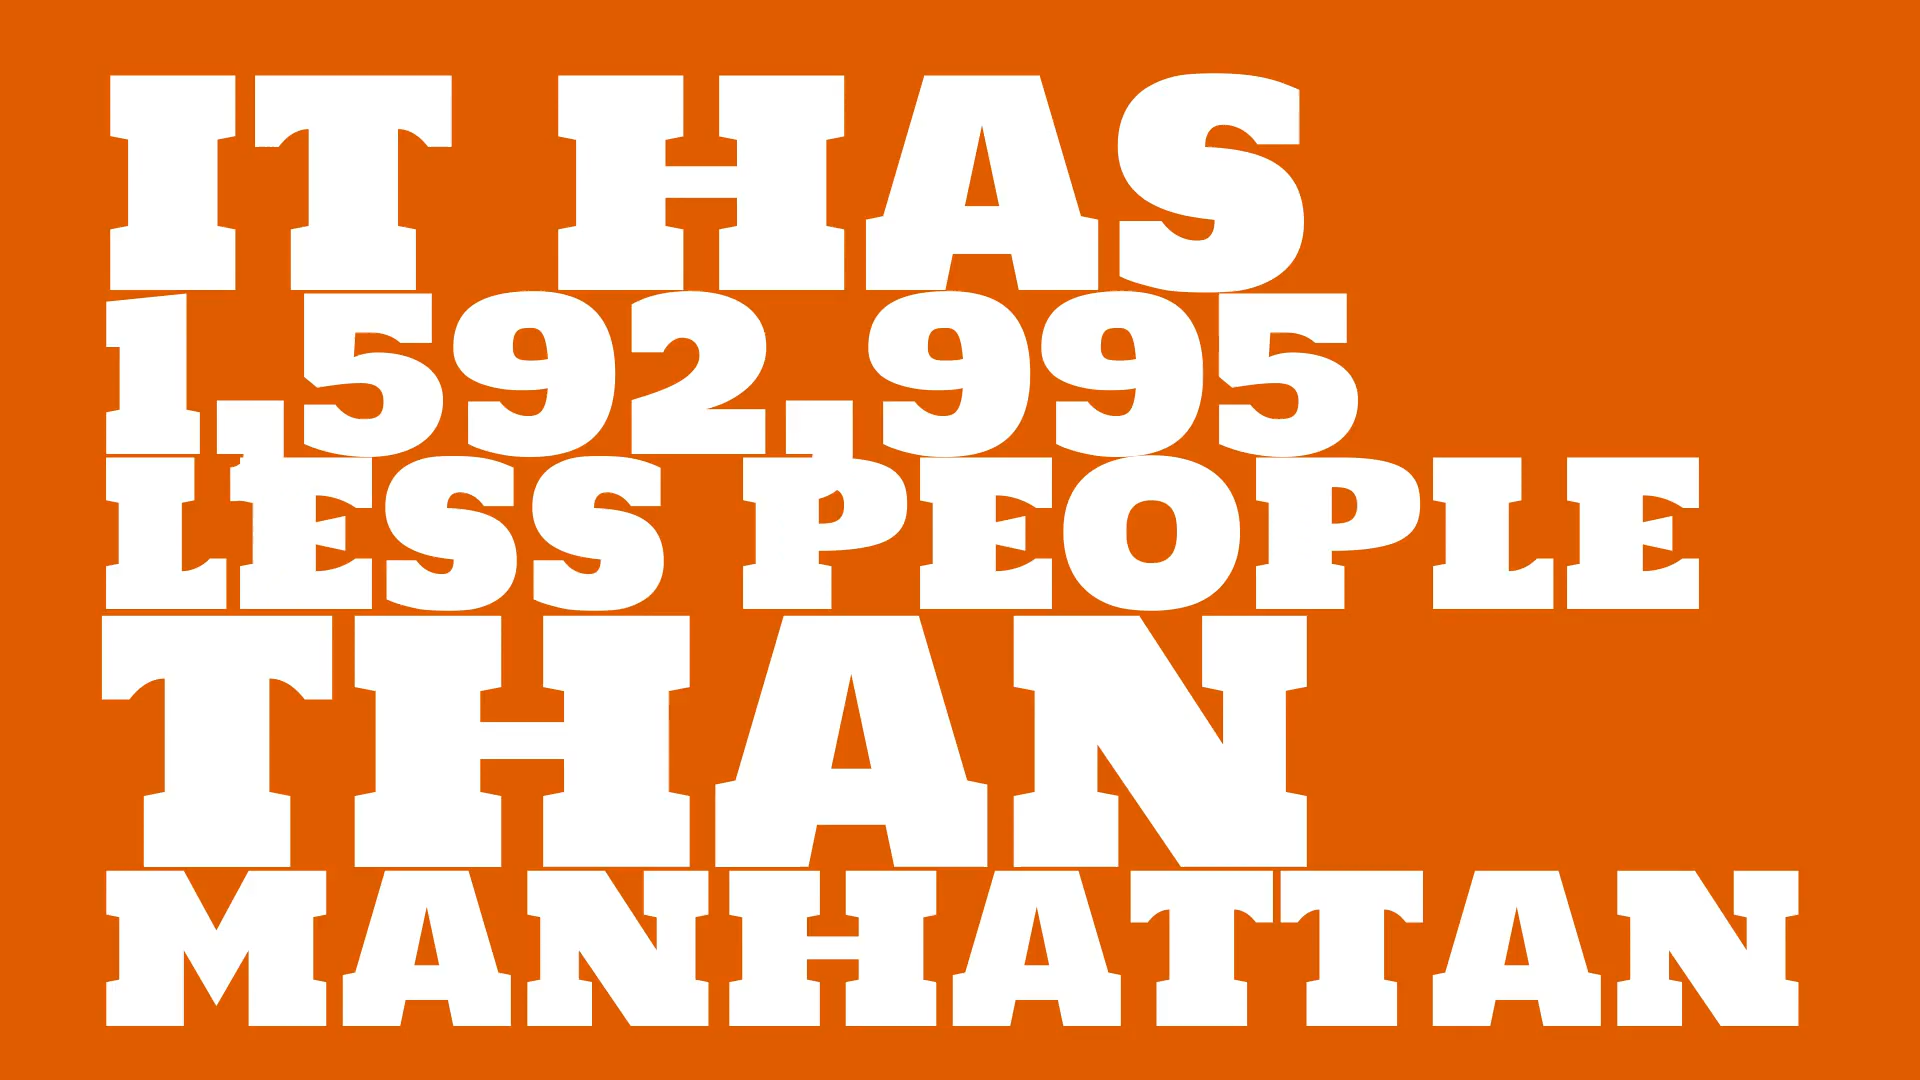 IT HAS
1,592,995
LESS PEOPLE
THAN
MANHATTAN